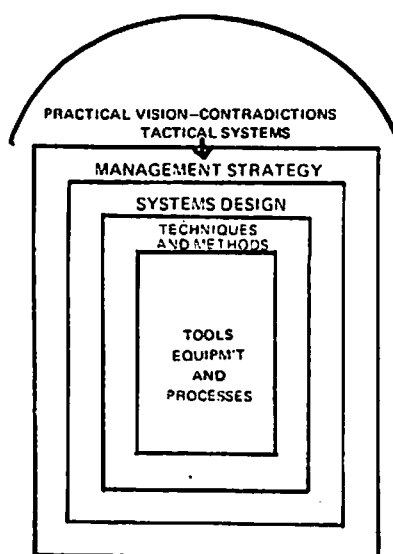 PRACTICAL VISION-CONTRADICTIONS
TACTICAL SYSTEMS
MANAGEMENT STRATEGY
SYSTEMS DESIGN
TECHNIQUES
AND METHODS
TOOLS
EQUIPM'T
AND
PROCESSES